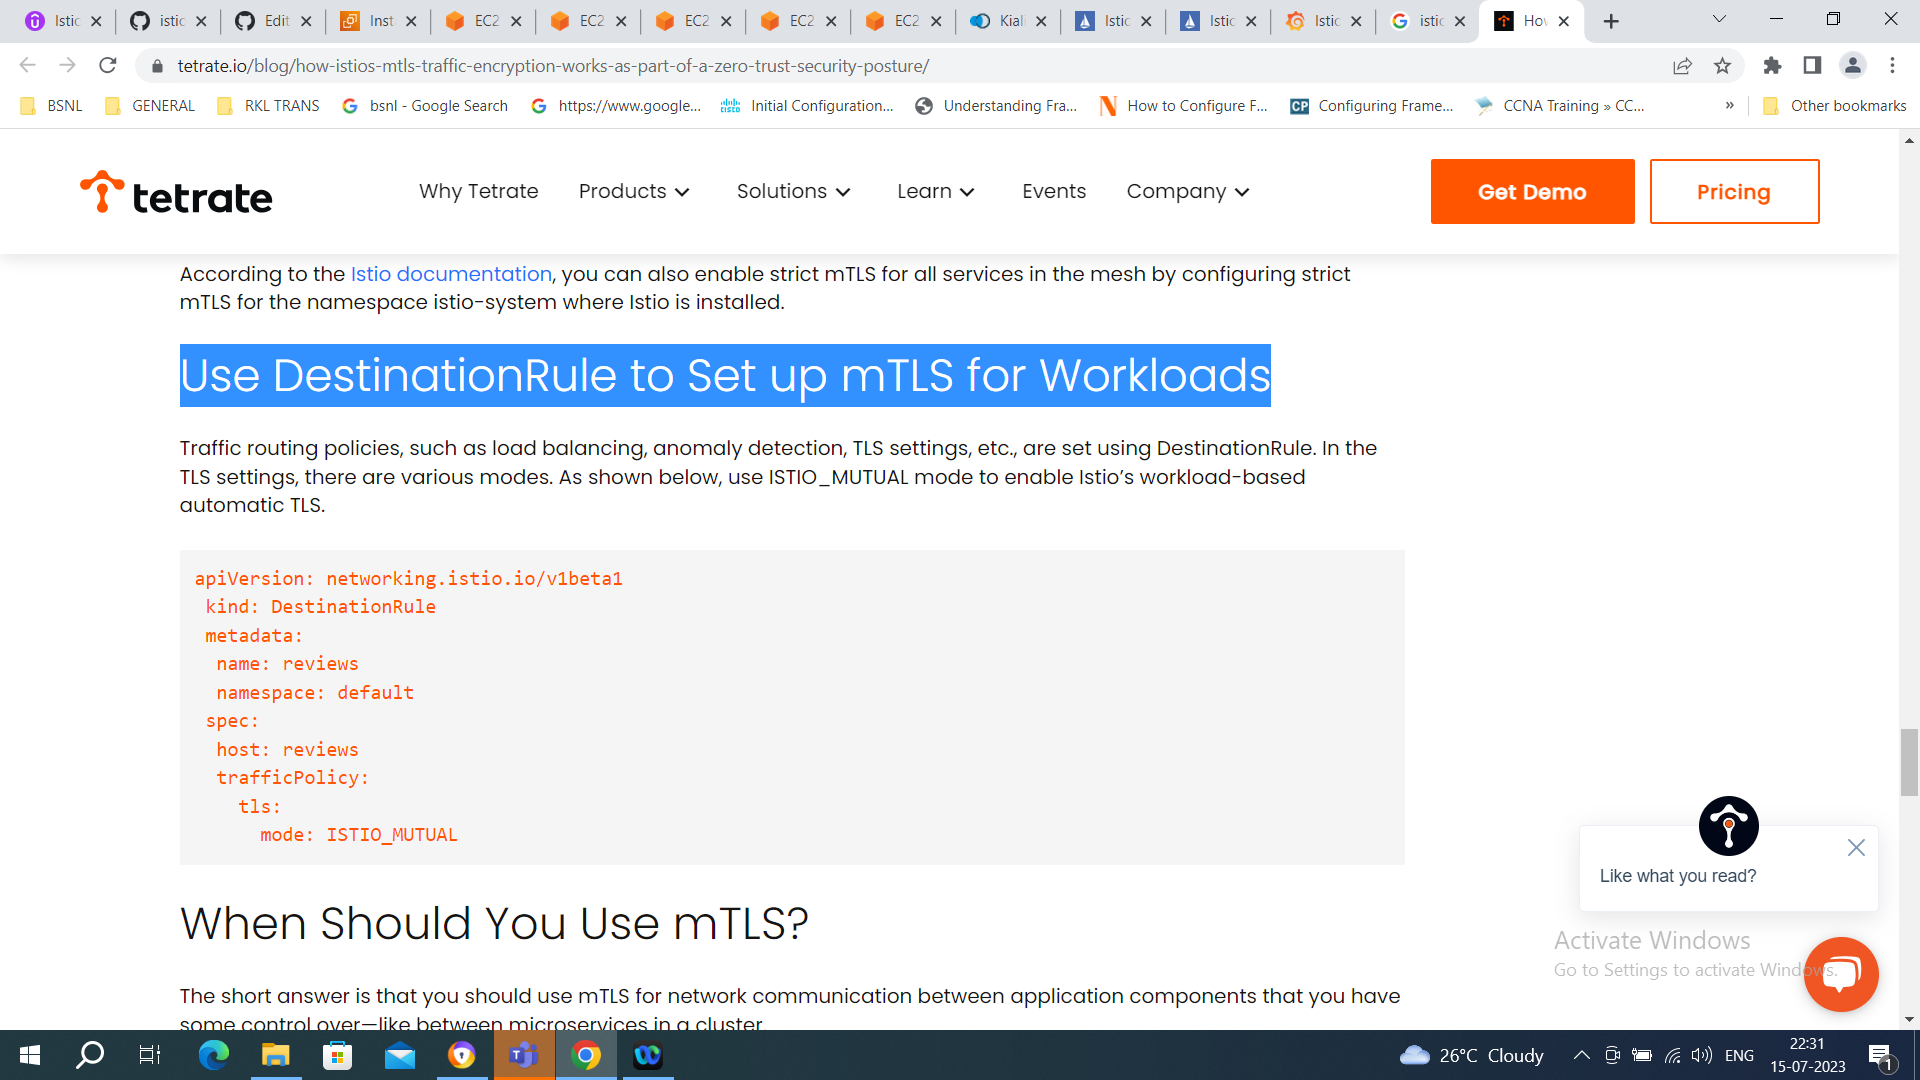 Istic
istic
Edit
Inst
EC2
EC2
EC2
EC2
EC2
Kiali
Istic
Istic
Istic
istic
How
tetrate.io/blog/how-istios-mtls-traffic-encryption-works-as-part-of-a-zero-trust-security-posture/
BSNL
GENERAL
RKL TRANS
bsnl - Google Search
https://www.google...
Initial Configuration...
Understanding Fra...
How to Configure F...
CP
Configuring Frame...
CCNA Training » CC...
»
Other bookmarks
tetrate
Why Tetrate
Products
Solutions
Learn
Events
Company
Get Demo
Pricing
According to the Istio documentation, you can also enable strict mTLS for all services in the mesh by configuring strict
mTLS for the namespace istio-system where Istio is installed.
Use DestinationRule to Set up mTLS for Workloads
Traffic routing policies, such as load balancing, anomaly detection, TLS settings, etc., are set using DestinationRule. In the
TLS settings, there are various modes. As shown below, use ISTIO_MUTUAL mode to enable Istio’s workload-based
automatic TLS.
apiVersion: networking.istio.io/v1beta1
kind: DestinationRule
metadata:
name: reviews
namespace: default
spec:
host: reviews
trafficPolicy:
tls:
mode: ISTIO_MUTUAL
When Should You Use mTLS?
The short answer is that you should use mTLS for network communication between application components that you have
some control over—like between microservices in a cluster
Like what you read?
Activate Windows
Go to Settings to activate Windows.
26°C Cloudy
ENG
22:31
15-07-2023
1